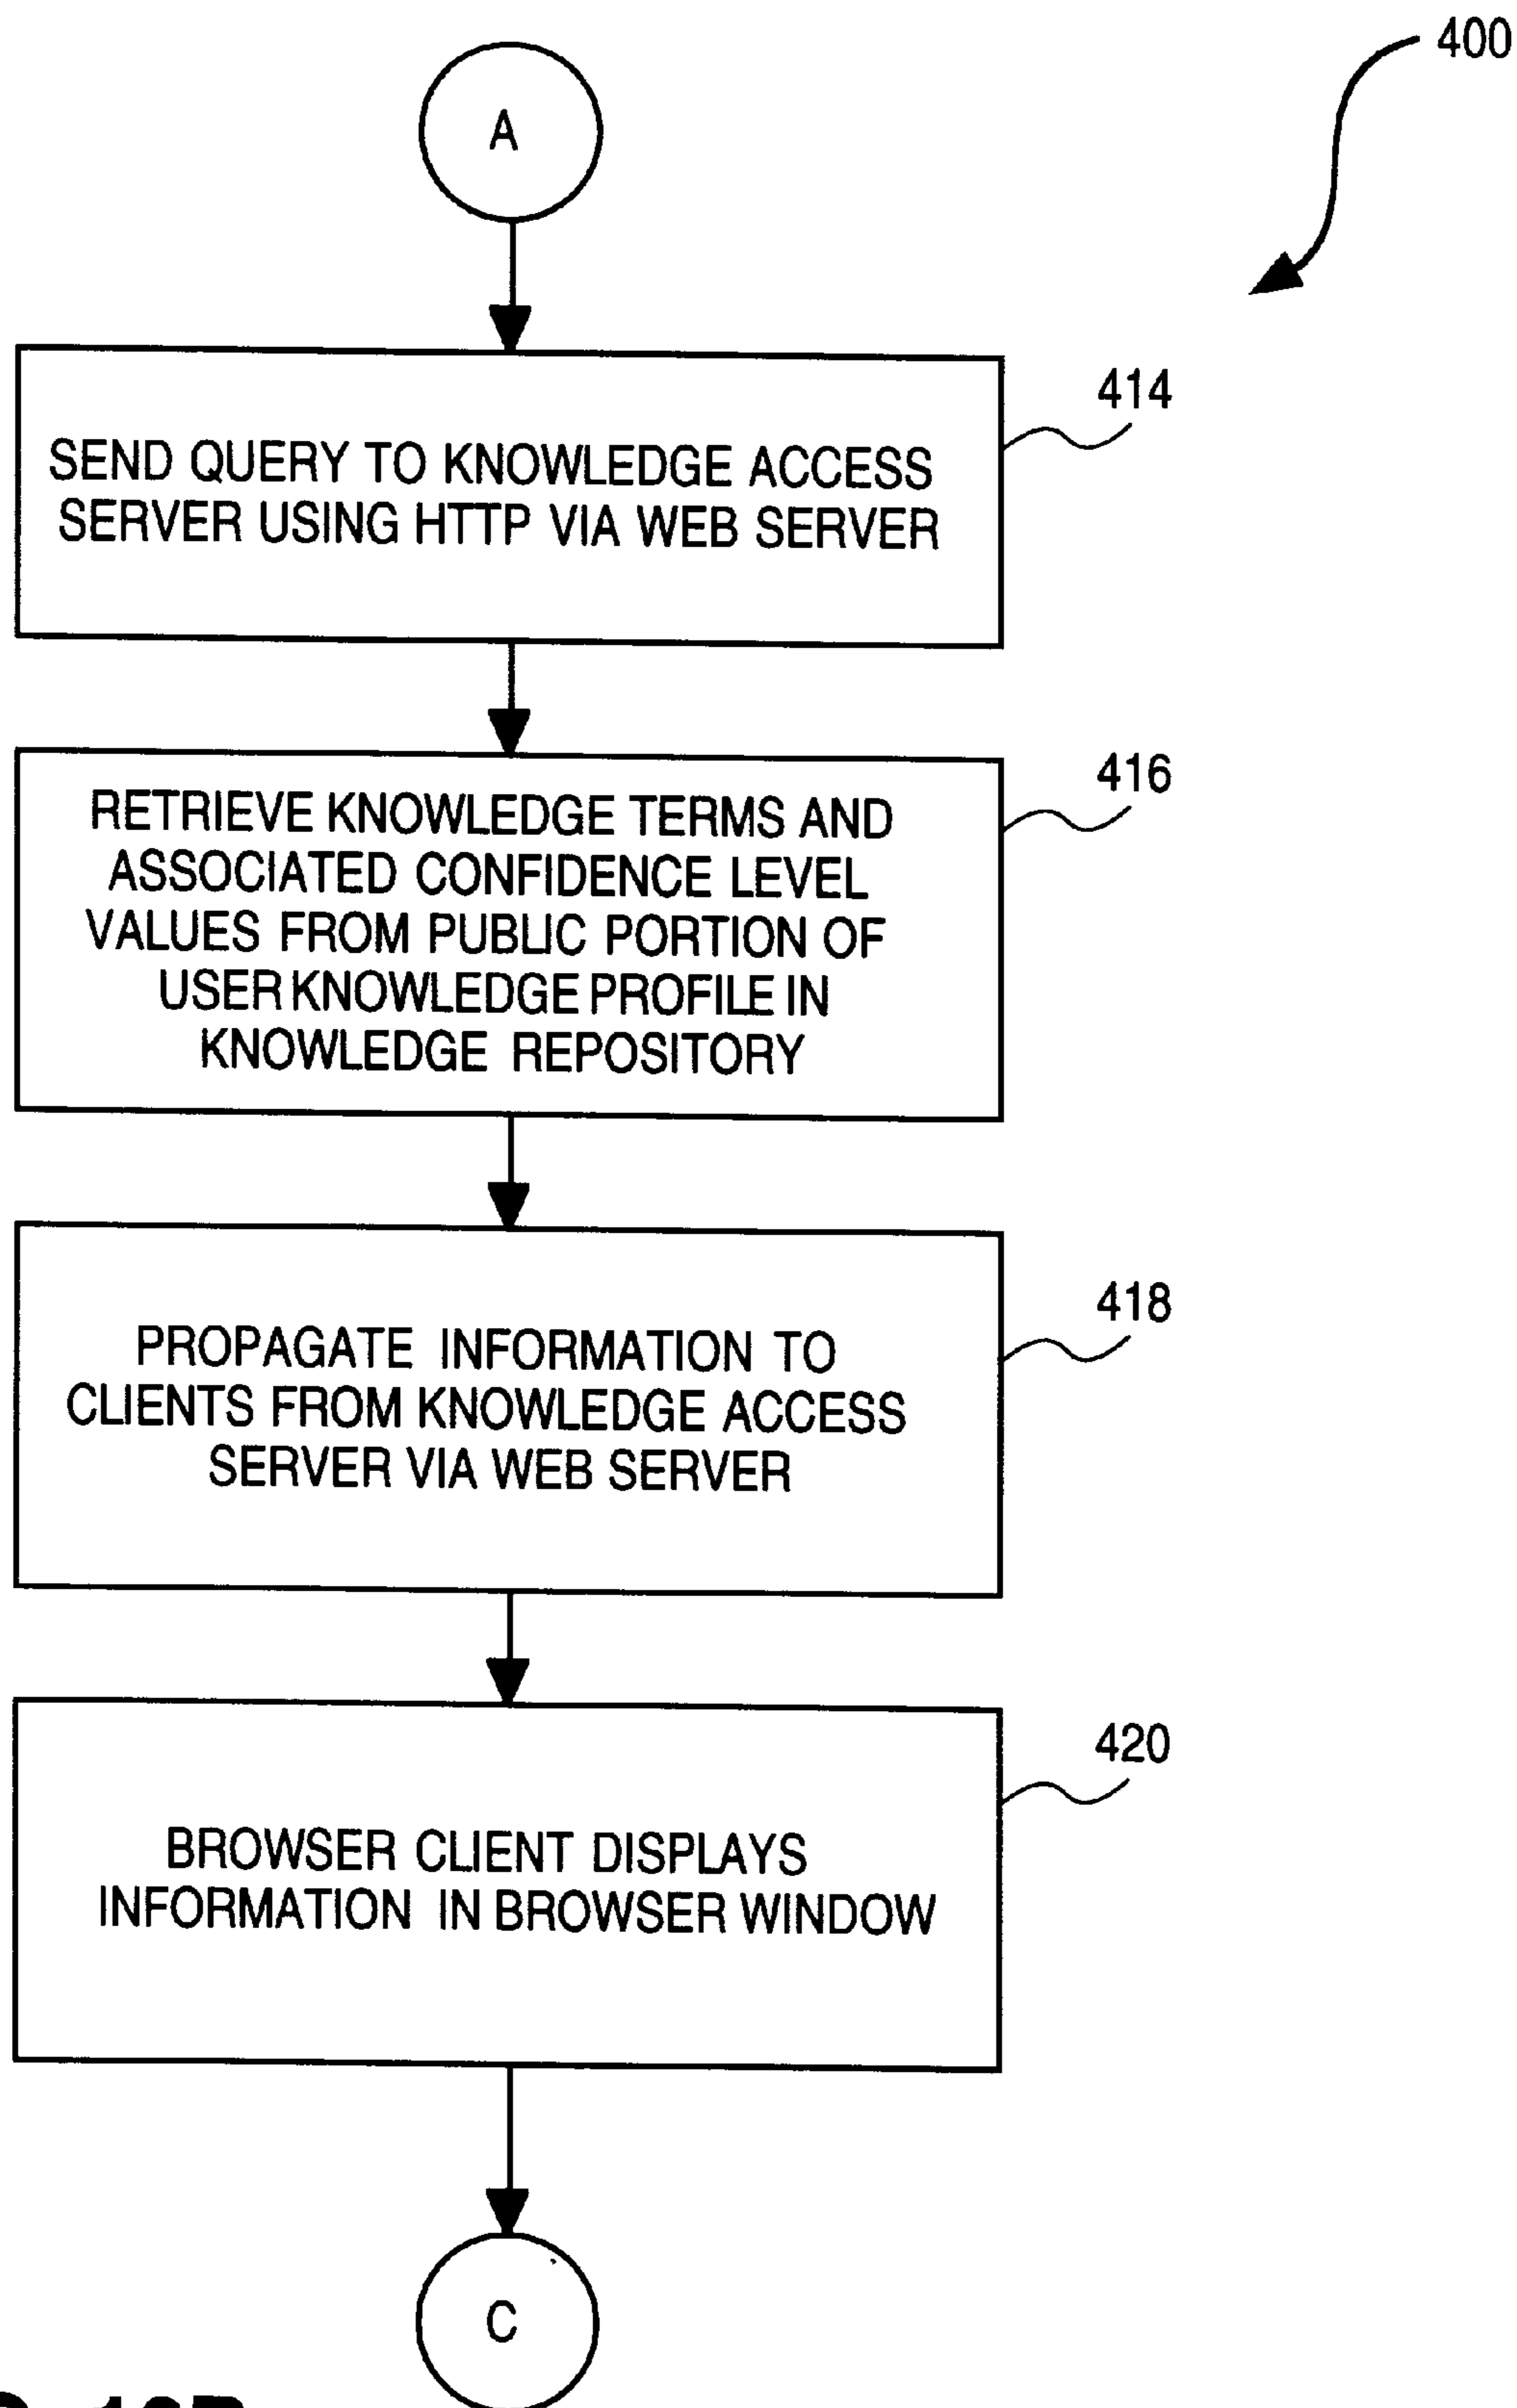 400
A
414
SEND QUERY TO KNOWLEDGE ACCESS
SERVER USING HTTP VIA WEB SERVER
416
RETRIEVE KNOWLEDGE TERMS AND
ASSOCIATED CONFIDENCE LEVEL
VALUES FROM PUBLIC PORTION OF
USER KNOWLEDGE PROFILE IN
KNOWLEDGE REPOSITORY
418
PROPAGATE INFORMATION TO
CLIENTS FROM KNOWLEDGE ACCESS
SERVER VIA WEB SERVER
420
BROWSER CLIENT DISPLAYS
INFORMATION IN BROWSER WINDOW
C